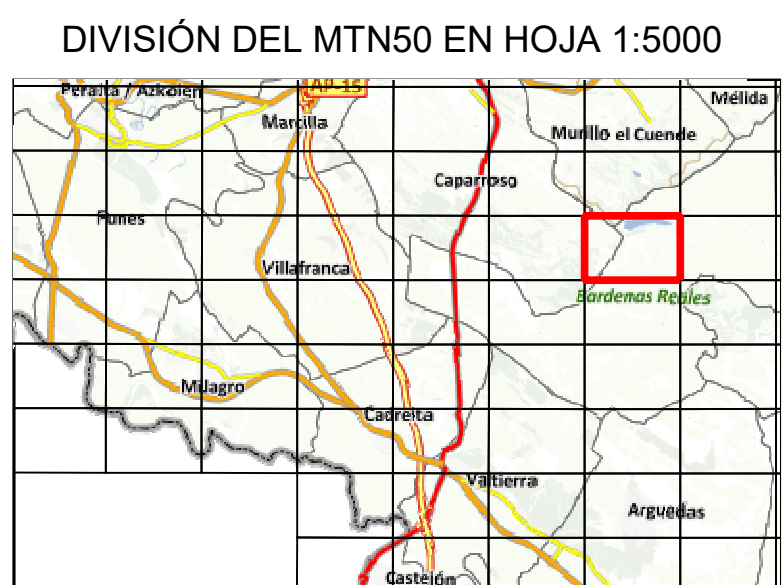 DIVISIÓN DEL MTN50 EN HOJA 1:5000
Peralta / Azkoien
AP-15
Mélida
Marcilla
Murillo el Cuende
Caparroso
Funes
Villafranca
Bardenas Reales
Milagro
Cadreita
Valtierra
Arguedas
Castejón